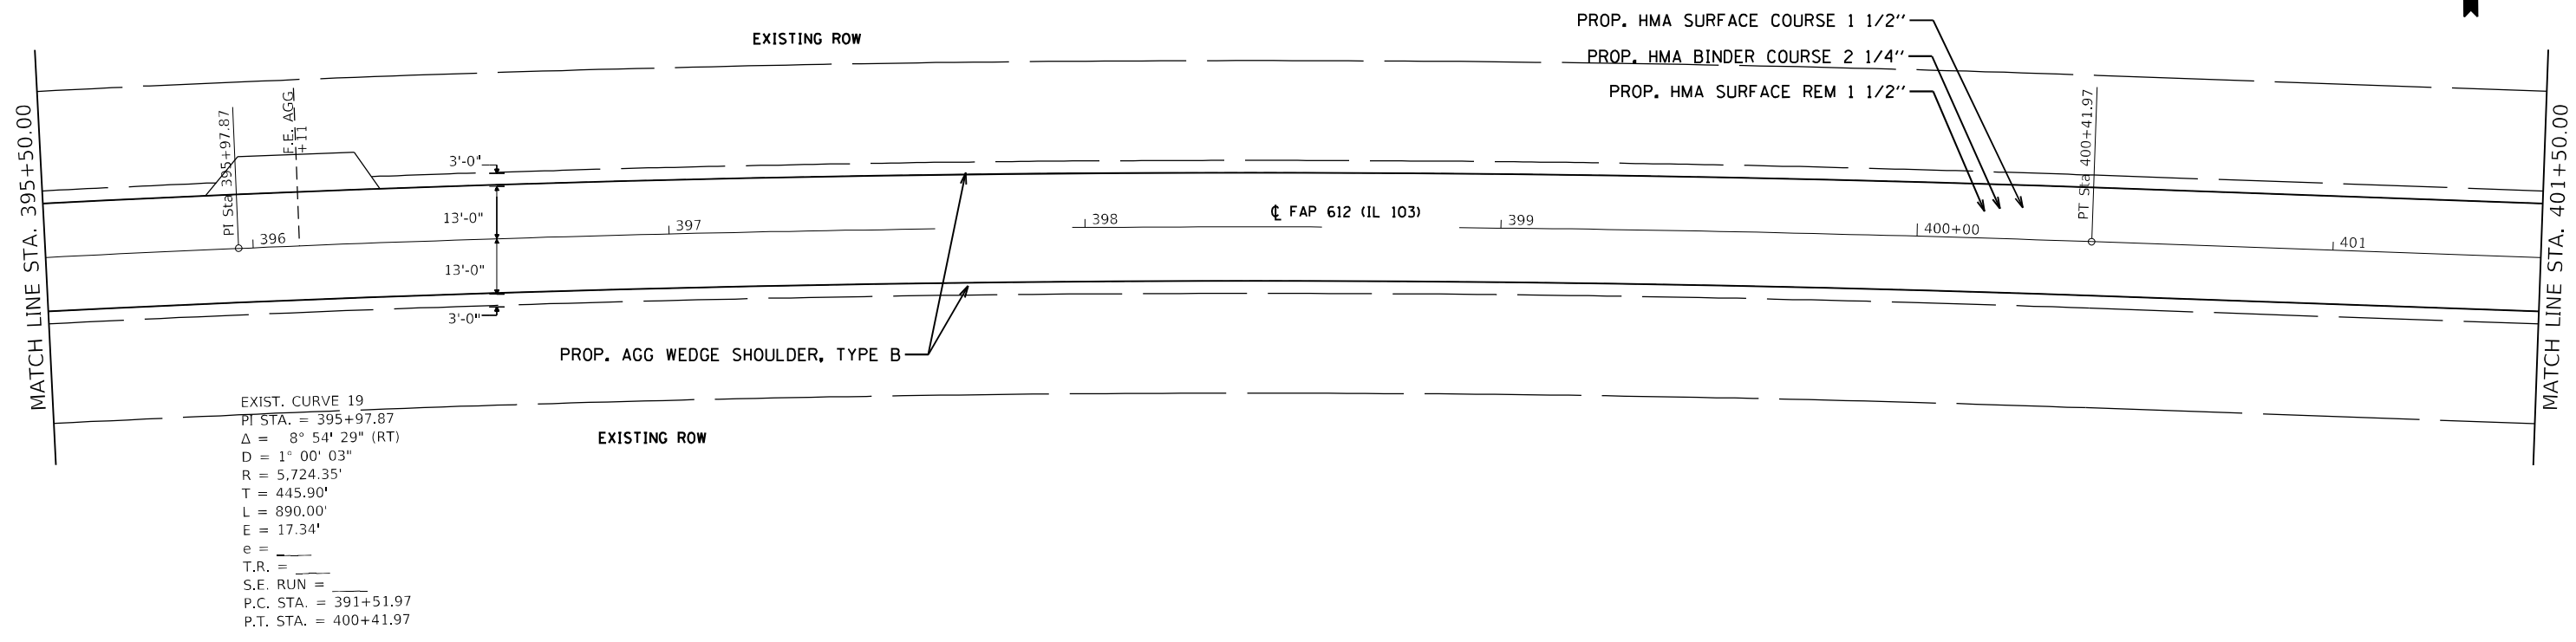 PROP. HMA SURFACE COURSE 1 1/2"
EXISTING ROW
PROP. HMA BINDER COURSE 2 1/4"
PROP. HMA SURFACE REM 1 1/2"
MATCH LINE STA. 395+50.00
PI Sta 395+97.87
F.E. AGG
+11
3'-0"
13'-0"
13'-0"
3'-0"
396
397
398
℄ FAP 612 (IL 103)
399
400+00
PT Sta 400+41.97
401
MATCH LINE STA. 401+50.00
PROP. AGG WEDGE SHOULDER, TYPE B
EXISTING ROW
EXIST. CURVE 19
PI STA. = 395+97.87
Δ = 8° 54' 29" (RT)
D = 1° 00' 03"
R = 5,724.35'
T = 445.90'
L = 890.00'
E = 17.34'
e = ____
T.R. = ____
S.E. RUN = ____
P.C. STA. = 391+51.97
P.T. STA. = 400+41.97